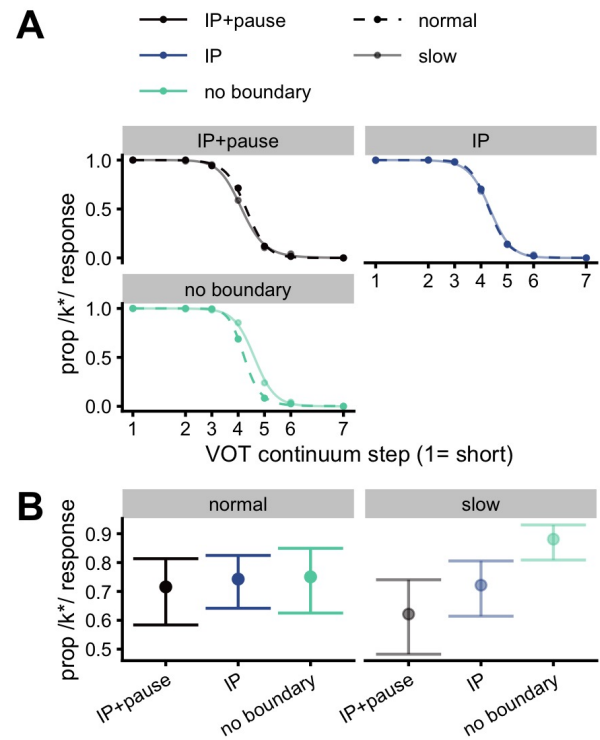 A
IP+pause normal
IP slow
no boundary
IP+pause IP
1.0
0.5
0.0
1 2 3 4 5 6 7
no boundary
1.0
0.5
0.0
1 2 3 4 5 6 7
prop /k*/ response
VOT continuum step (1= short)
B
normal slow
0.9
0.8
0.7
0.6
0.5
prop /k*/ response
IP+pause IP no boundary IP+pause IP no boundary